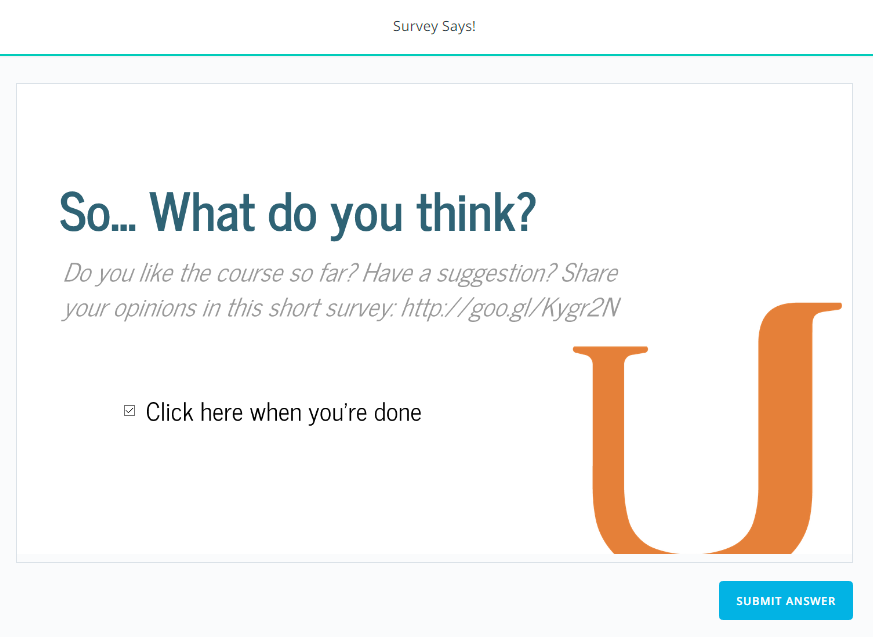 Survey Says!
So... What do you think?
Do you like the course so far? Have a suggestion? Share
your opinions in this short survey: http://goo.gl/Kygr2N
Click here when you're done
U
SUBMIT ANSWER